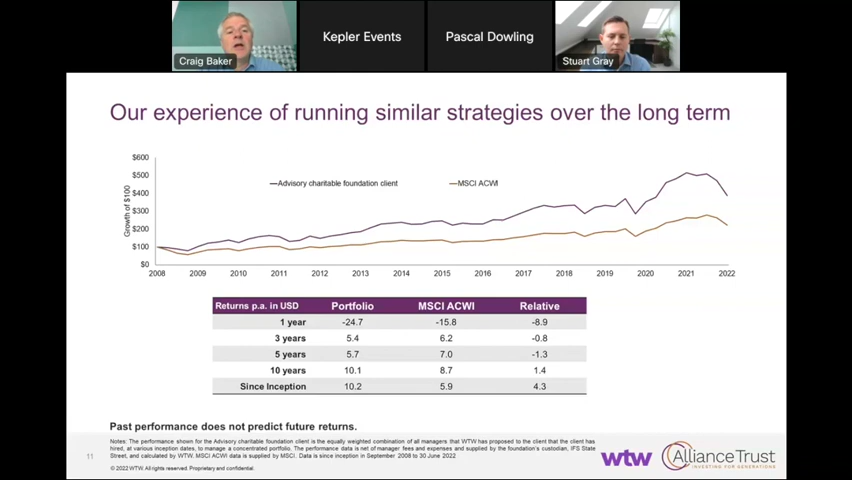 Kepler Events
Pascal Dowling
Craig Baker
Stuart Gray
Our experience of running similar strategies over the long term
Growth of $100
$600
$500
$400
$300
$200
$100
$0
Advisory charitable foundation client
MSCI ACWI
2008 2009 2010 2011 2012 2013 2014 2015 2016 2017 2018 2019 2020 2021 2022
Returns p.a. in USD Portfolio MSCI ACWI Relative
1 year -24.7 -15.8 -8.9
3 years 5.4 6.2 -0.8
5 years 5.7 7.0 -1.3
10 years 10.1 8.7 1.4
Since Inception 10.2 5.9 4.3
Past performance does not predict future returns.
Notes: The performance shown for the Advisory charitable foundation client is the equally weighted combination of all managers that WTW has proposed to the client that the client has
hired, at various inception dates, to manage a concentrated portfolio. The performance data is net of manager fees and expenses and supplied by the foundation's custodian, IFS State
Street, and calculated by WTW. MSCI ACWI data is supplied by MSCI. Data is since inception in September 2008 to 30 June 2022
11
© 2022 WTW. All rights reserved. Proprietary and confidential.
wtw
AllianceTrust
INVESTING FOR GENERATIONS